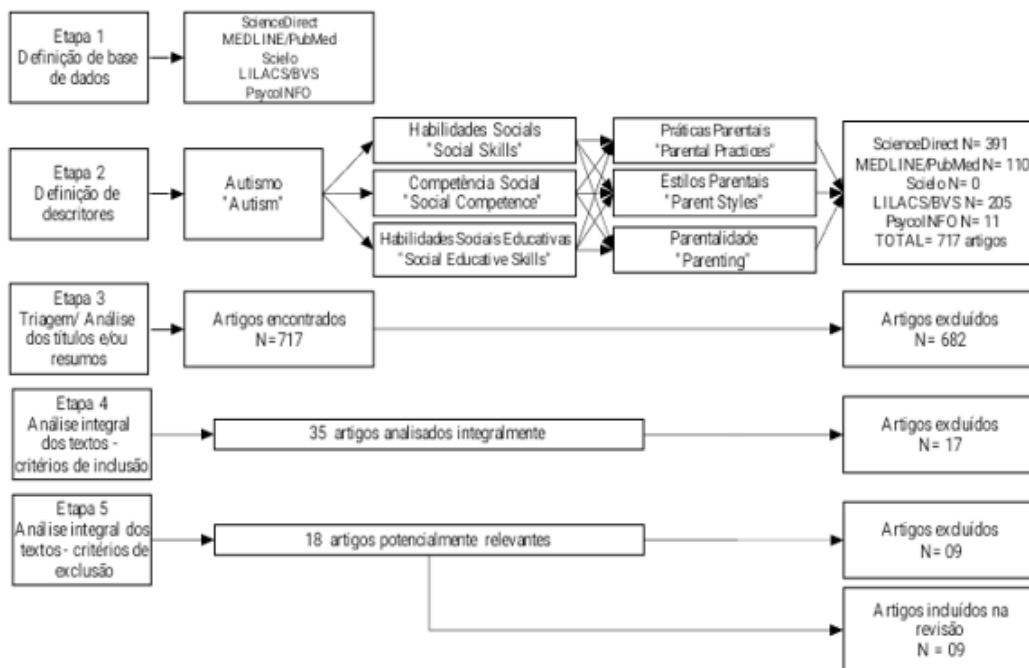 Etapa 1
Definição de base
de dados
ScienceDirect
MEDLINE/PubMed
Scielo
LILACS/BVS
PsycoINFO
Etapa 2
Definição de
descritores
Autismo
"Autism"
Habilidades Socials
"Social Skills"
Competência Social
"Social Competence"
Habilidades Sociais Educativas
"Social Educative Skills"
Práticas Parentais
"Parental Practices"
Estilos Parentais
"Parent Styles"
Parentalidade
"Parenting"
ScienceDirect N= 391
MEDLINE/PubMed N= 110
Scielo N= 0
LILACS/BVS N= 205
PsycoINFO N= 11
TOTAL= 717 artigos
Etapa 3
Triagem/ Análise
dos títulos e/ou
resumos
Artigos encontrados
N=717
Artigos excluídos
N= 682
Etapa 4
Análise integral
dos textos -
critérios de inclusão
35 artigos analisados integralmente
Artigos excluídos
N = 17
Etapa 5
Análise integral dos
textos - critérios de
exclusão
18 artigos potencialmente relevantes
Artigos excluídos
N= 09
Artigos incluídos na
revisão
N = 09